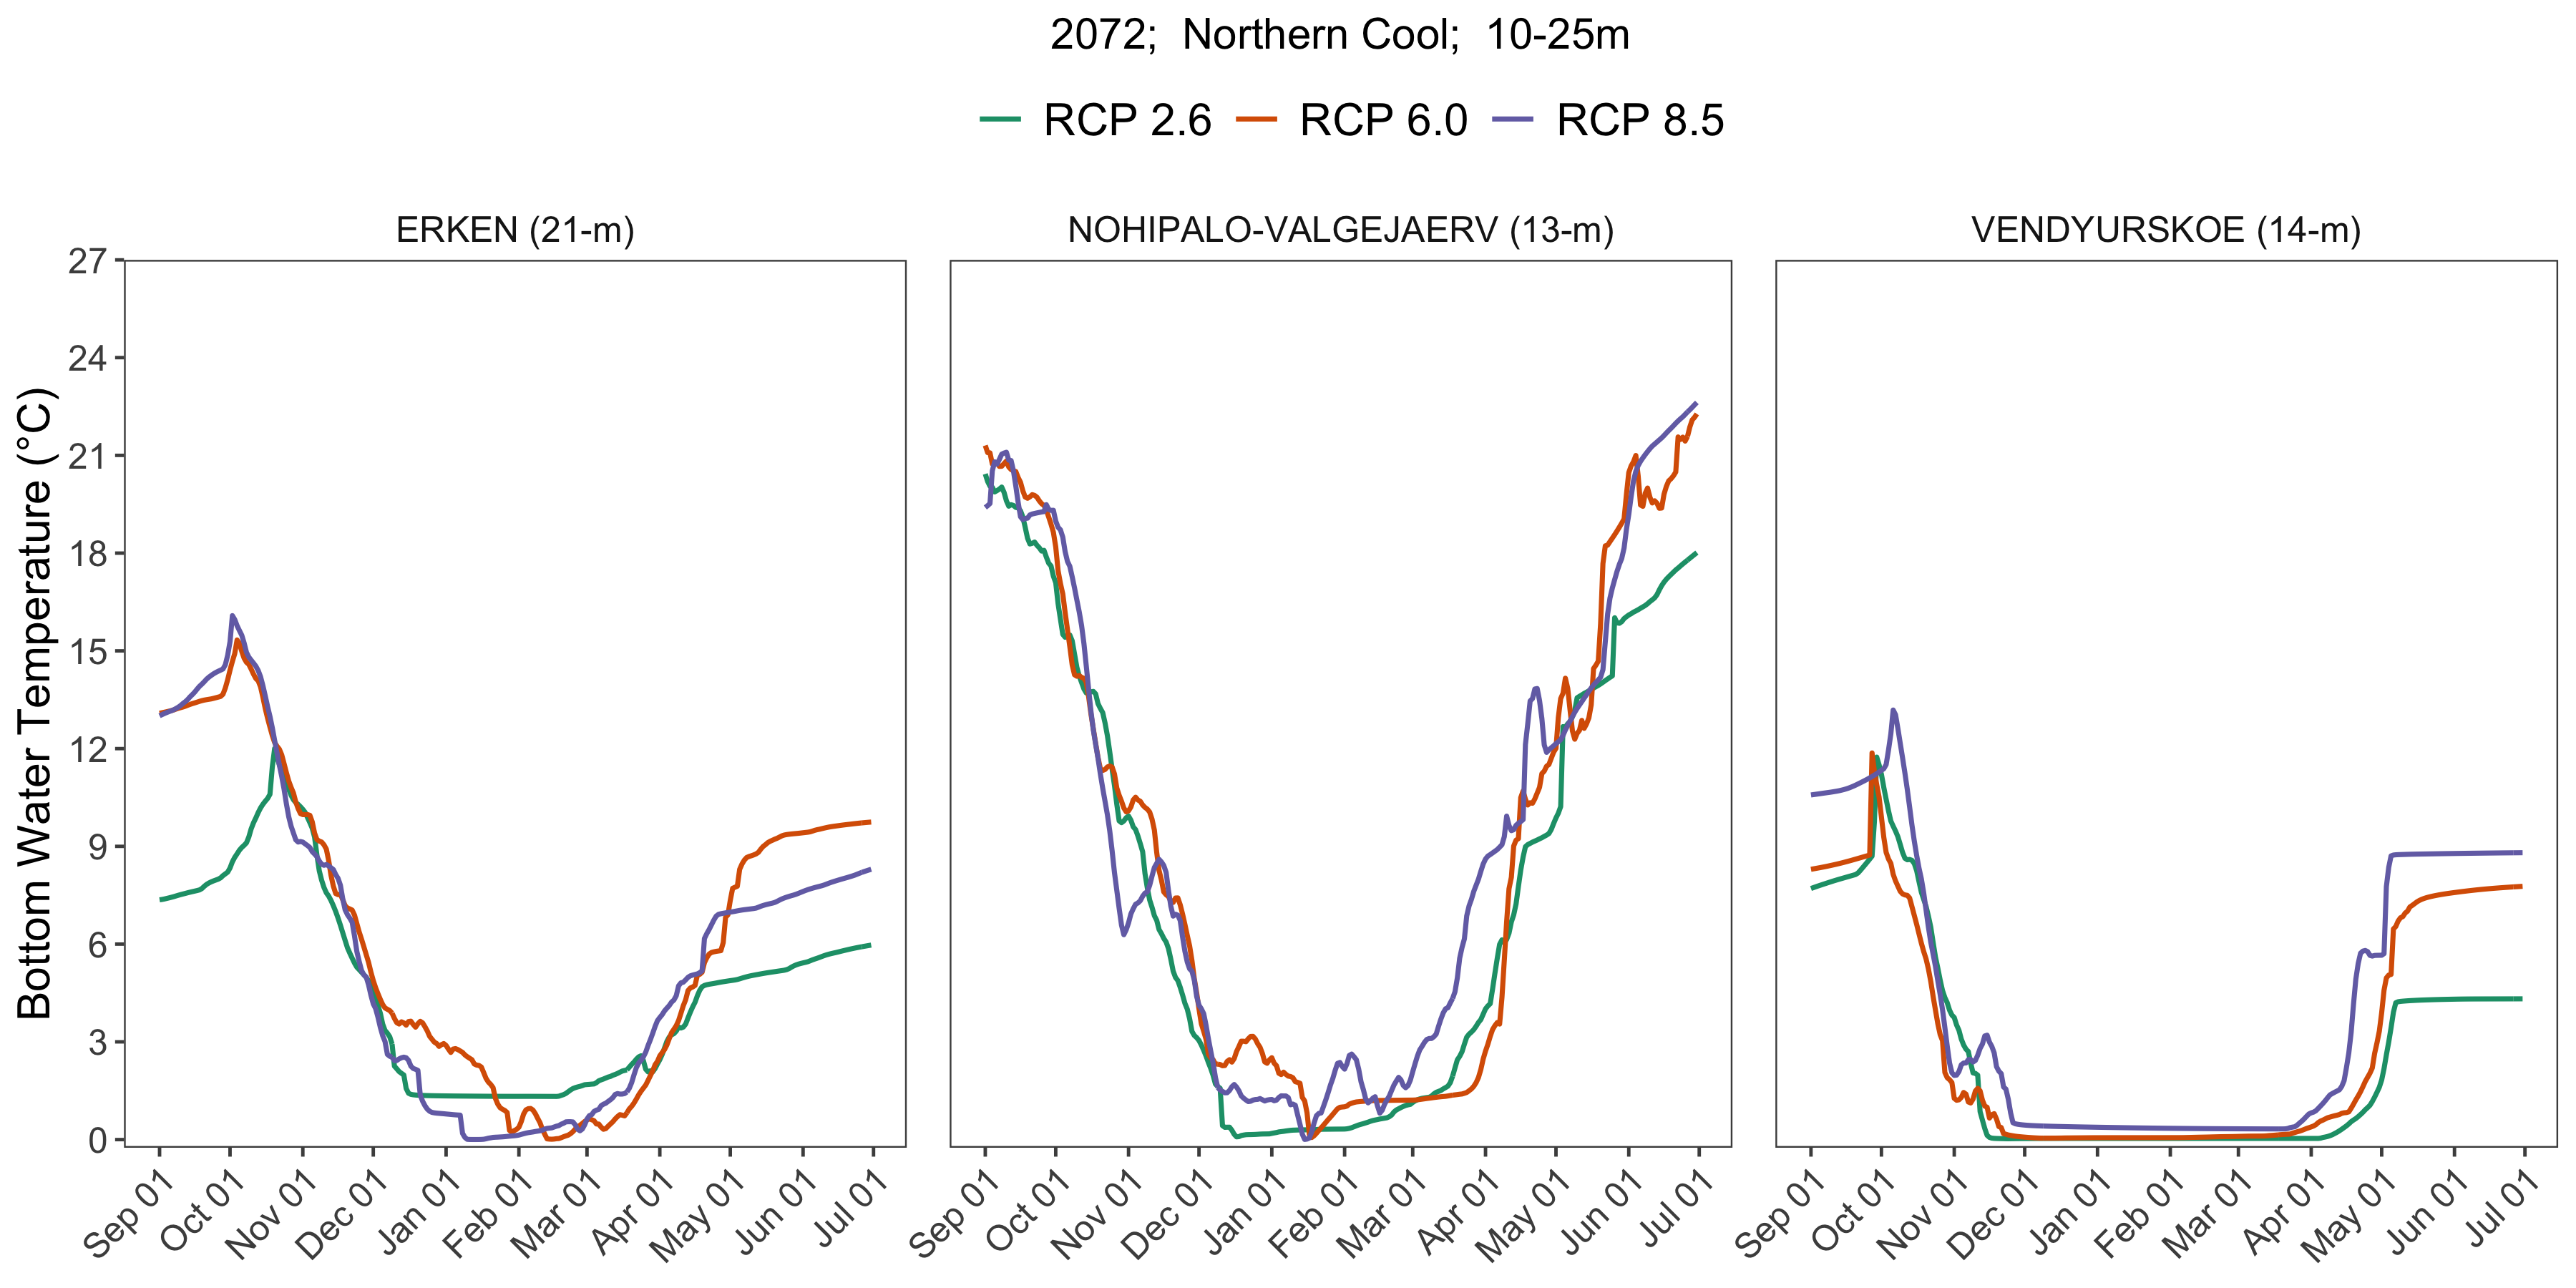 2072;  Northern Cool;  10-25m
RCP 2.6 RCP 6.0 RCP 8.5
ERKEN (21-m) NOHIPALO-VALGEJAERV (13-m) VENDYURSKOE (14-m)
Bottom Water Temperature (°C)
27
24
21
18
15
12
9
6
3
0
Sep 01 Oct 01 Nov 01 Dec 01 Jan 01 Feb 01 Mar 01 Apr 01 May 01 Jun 01 Jul 01 Sep 01 Oct 01 Nov 01 Dec 01 Jan 01 Feb 01 Mar 01 Apr 01 May 01 Jun 01 Jul 01 Sep 01 Oct 01 Nov 01 Dec 01 Jan 01 Feb 01 Mar 01 Apr 01 May 01 Jun 01 Jul 01